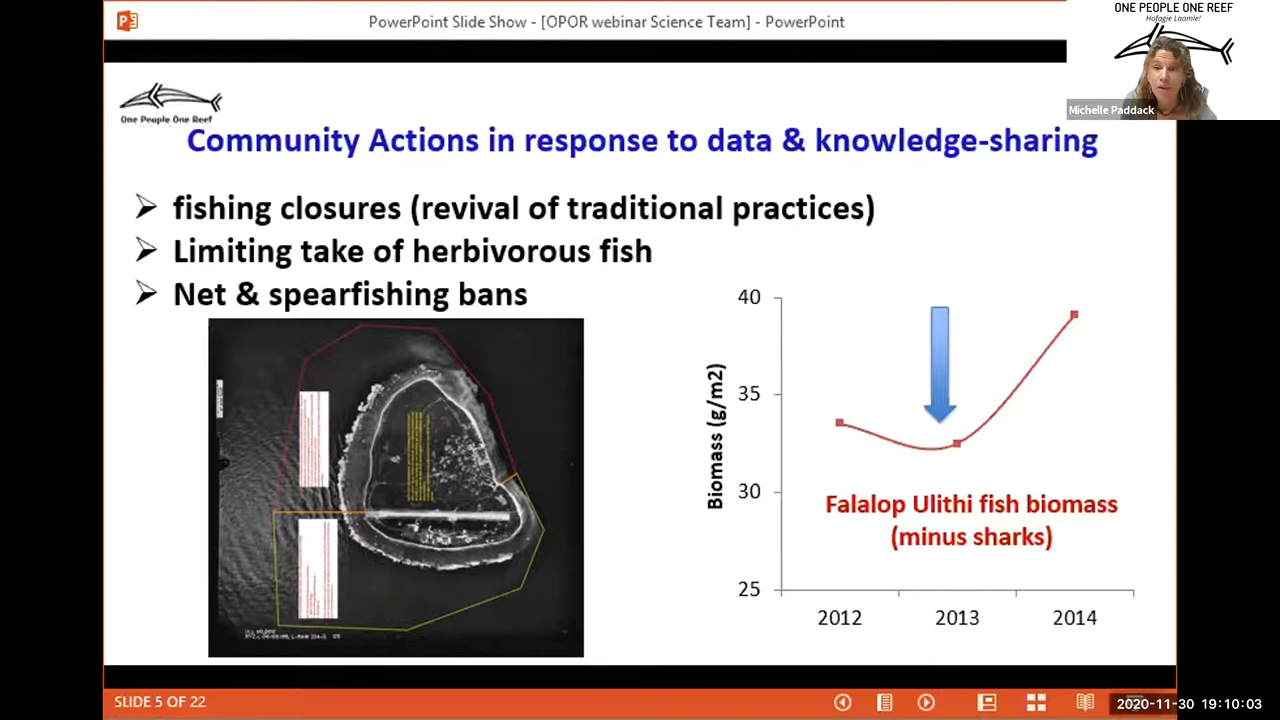 PowerPoint Slide Show - [OPOR webinar Science Team] - PowerPoint
ONE PEOPLE ONE REEF
Hofagie Laamle!
Michelle Paddack
One People One Reef
Community Actions in response to data & knowledge-sharing
fishing closures (revival of traditional practices)
Limiting take of herbivorous fish
Net & spearfishing bans
40
35
30
25
Biomass (g/m2)
Falalop Ulithi fish biomass
(minus sharks)
2012 2013 2014
SLIDE 5 OF 22
2020-11-30 19:10:03